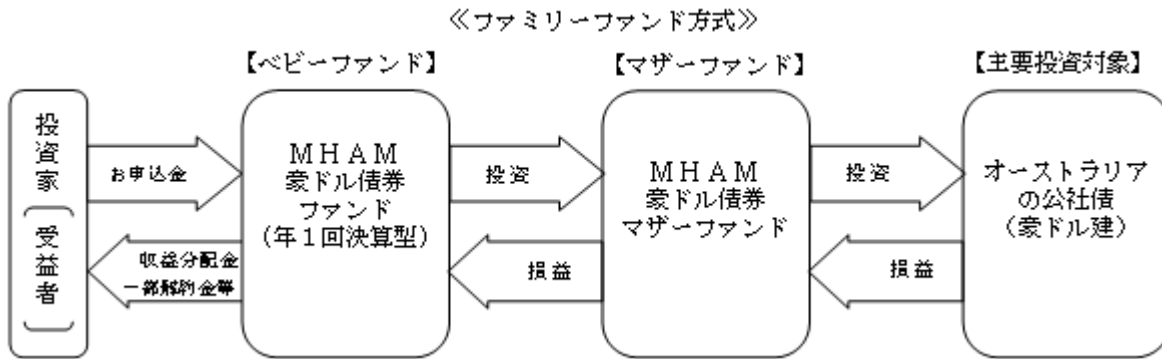 ≪ファミリーファンド方式≫
【ベビーファンド】
【マザーファンド】
【主要投資対象】
投資家（受益者）
お申込金
収益分配金
一部解約金等
ＭＨＡＭ
豪ドル債券
ファンド
（年１回決算型）
投資
損益
ＭＨＡＭ
豪ドル債券
マザーファンド
投資
損益
オーストラリア
の公社債
（豪ドル建）